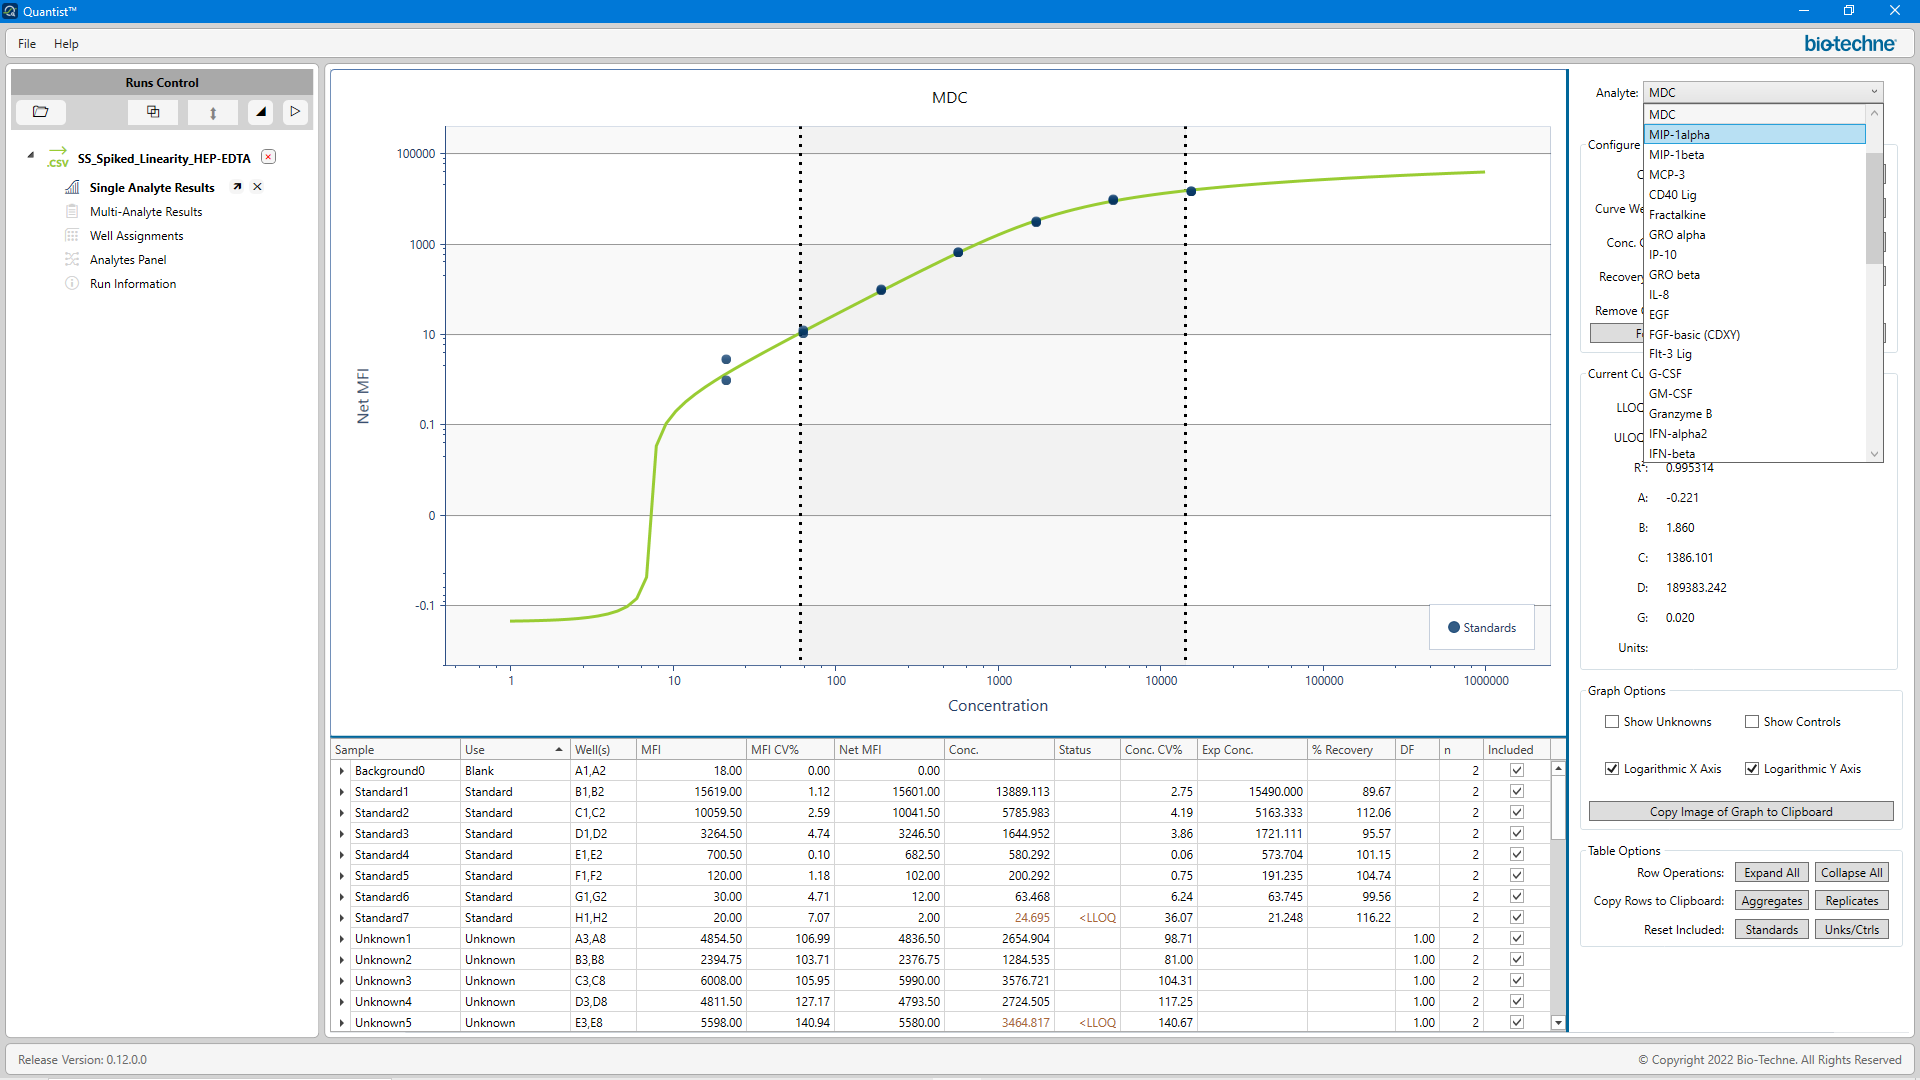 Quantist™
File Help
bio-techne
Runs Control
.CSV SS_Spiked_Linearity_HEP-EDTA
Single Analyte Results
Multi-Analyte Results
Well Assignments
Analytes Panel
Run Information
MDC
100000
1000
10
0.1
0
-0.1
Net MFI
1 10 100 1000 10000 100000 1000000
Concentration
Standards
Analyte: MDC
MDC
MIP-1alpha
MIP-1beta
MCP-3
CD40 Lig
Fractalkine
GRO alpha
IP-10
GRO beta
IL-8
EGF
FGF-basic (CDXY)
Flt-3 Lig
G-CSF
GM-CSF
Granzyme B
IFN-alpha2
IFN-beta
Configure
Curve We
Conc.
Recovery
Remove
Current Cu
LLOQ
ULOQ
R²: 0.995314
A: -0.221
B: 1.860
C: 1386.101
D: 189383.242
G: 0.020
Units:
Graph Options
Show Unknowns Show Controls
Logarithmic X Axis Logarithmic Y Axis
Copy Image of Graph to Clipboard
Table Options
Row Operations: Expand All Collapse All
Copy Rows to Clipboard: Aggregates Replicates
Reset Included: Standards Unks/Ctrls
Sample Use Well(s) MFI MFI CV% Net MFI Conc. Status Conc. CV% Exp Conc. % Recovery DF n Included
Background0 Blank A1,A2 18.00 0.00 0.00 2
Standard1 Standard B1,B2 15619.00 1.12 15601.00 13889.113 2.75 15490.000 89.67 2
Standard2 Standard C1,C2 10059.50 2.59 10041.50 5785.983 4.19 5163.333 112.06 2
Standard3 Standard D1,D2 3264.50 4.74 3246.50 1644.952 3.86 1721.111 95.57 2
Standard4 Standard E1,E2 700.50 0.10 682.50 580.292 0.06 573.704 101.15 2
Standard5 Standard F1,F2 120.00 1.18 102.00 200.292 0.75 191.235 104.74 2
Standard6 Standard G1,G2 30.00 4.71 12.00 63.468 6.24 63.745 99.56 2
Standard7 Standard H1,H2 20.00 7.07 2.00 24.695 <LLOQ 36.07 21.248 116.22 2
Unknown1 Unknown A3,A8 4854.50 106.99 4836.50 2654.904 98.71 1.00 2
Unknown2 Unknown B3,B8 2394.75 103.71 2376.75 1284.535 81.00 1.00 2
Unknown3 Unknown C3,C8 6008.00 105.95 5990.00 3576.721 104.31 1.00 2
Unknown4 Unknown D3,D8 4811.50 127.17 4793.50 2724.505 117.25 1.00 2
Unknown5 Unknown E3,E8 5598.00 140.94 5580.00 3464.817 <LLOQ 140.67 1.00 2
Release Version: 0.12.0.0
© Copyright 2022 Bio-Techne. All Rights Reserved